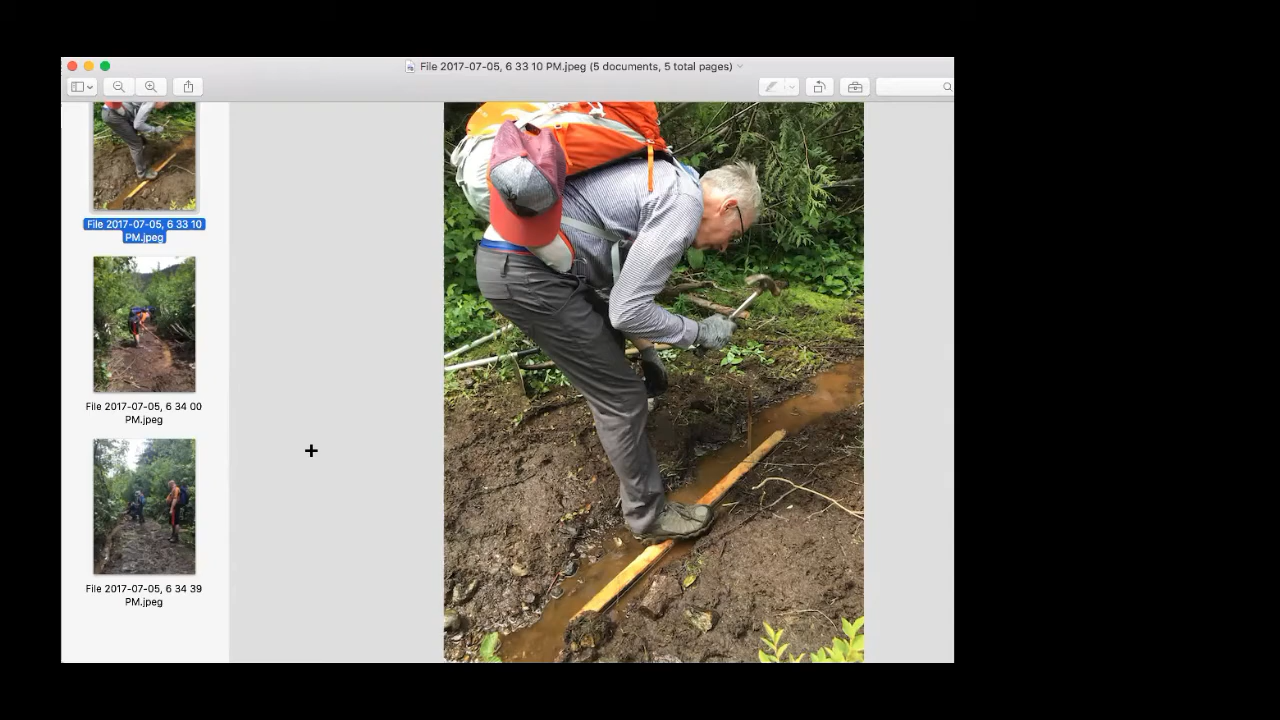 File 2017-07-05, 6 33 10 PM.jpeg (5 documents, 5 total pages)
File 2017-07-05, 6 33 10
PM.jpeg
File 2017-07-05, 6 34 00
PM.jpeg
File 2017-07-05, 6 34 39
PM.jpeg